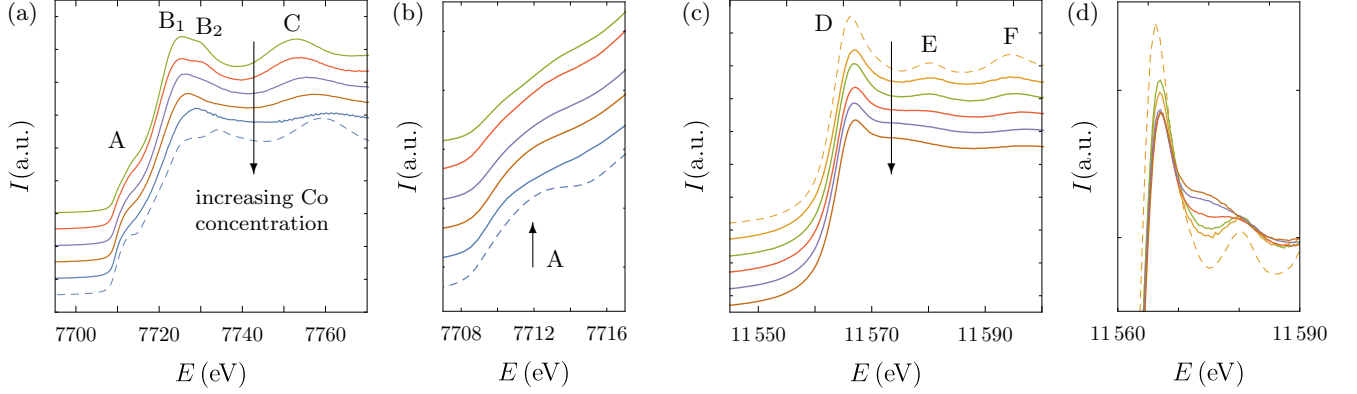 (a)
B₁
B₂
C
A
increasing Co
concentration
I(a.u.)
7700
7720
7740
7760
E (eV)
(b)
A
I(a.u.)
7708
7712
7716
E (eV)
(c)
D
E
F
I(a.u.)
11 550
11 570
11 590
E (eV)
(d)
I(a.u.)
11 560
11 590
E (eV)